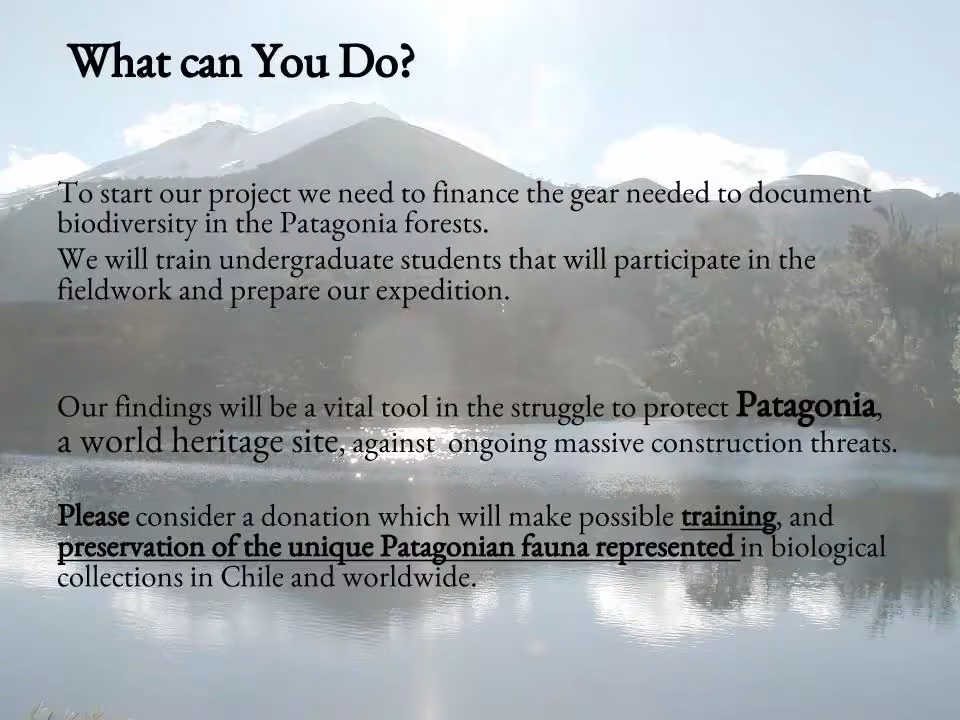 What can You Do?
To start our project we need to finance the gear needed to document
biodiversity in the Patagonia forests.
We will train undergraduate students that will participate in the
fieldwork and prepare our expedition.
Our findings will be a vital tool in the struggle to protect Patagonia,
a world heritage site, against ongoing massive construction threats.
Please consider a donation which will make possible training, and
preservation of the unique Patagonian fauna represented in biological
collections in Chile and worldwide.